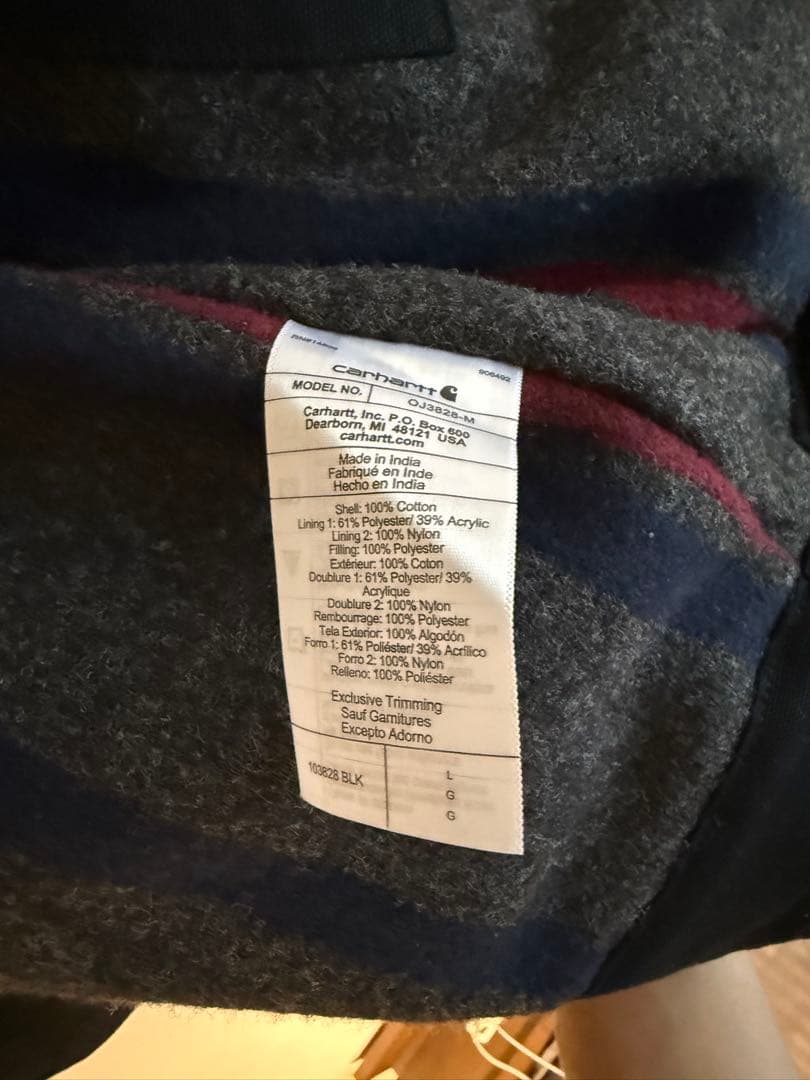 906492
carhartt
MODEL NO. OJ3828-M
Carhartt, Inc. P.O. Box 600
Dearborn, MI 48121 USA
carhartt.com
Made in India
Fabriqué en Inde
Hecho en India
Shell: 100% Cotton
Lining 1: 61% Polyester/ 39% Acrylic
Lining 2: 100% Nylon
Filling: 100% Polyester
Extérieur: 100% Coton
Doublure 1: 61% Polyester/ 39%
Acrylique
Doublure 2: 100% Nylon
Rembourrage: 100% Polyester
Tela Exterior: 100% Algodón
Forro 1: 61% Poliéster/ 39% Acrílico
Forro 2: 100% Nylon
Relleno: 100% Poliéster
Exclusive Trimming
Sauf Garnitures
Excepto Adorno
103828 BLK
L
G
G